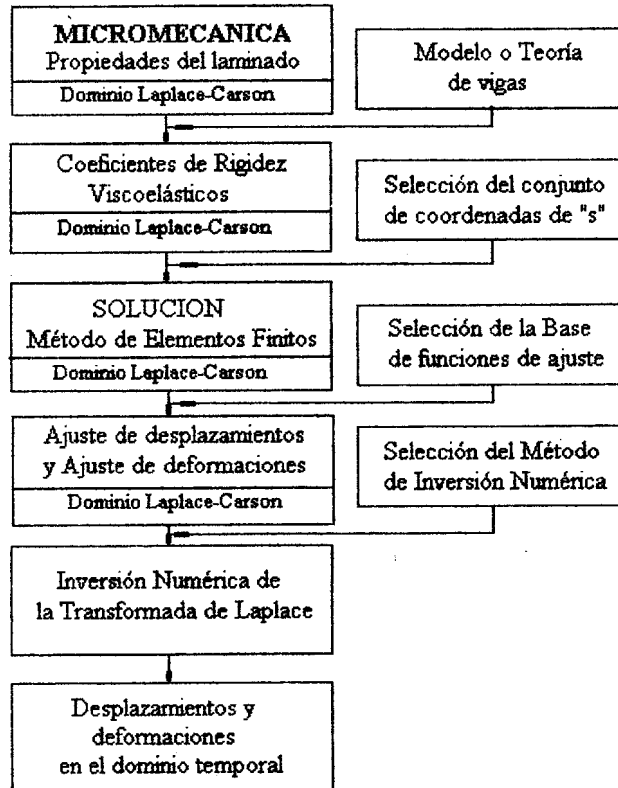 MICROMECANICA
Propiedades del laminado
Dominio Laplace-Carson
Modelo o Teoría
de vigas
Coeficientes de Rigidez
Viscoelásticos
Dominio Laplace-Carson
Selección del conjunto
de coordenadas de "s"
SOLUCION
Método de Elementos Finitos
Dominio Laplace-Carson
Selección de la Base
de funciones de ajuste
Ajuste de desplazamientos
y Ajuste de deformaciones
Dominio Laplace-Carson
Selección del Método
de Inversión Numérica
Inversión Numérica de
la Transformada de Laplace
Desplazamientos y
deformaciones
en el dominio temporal